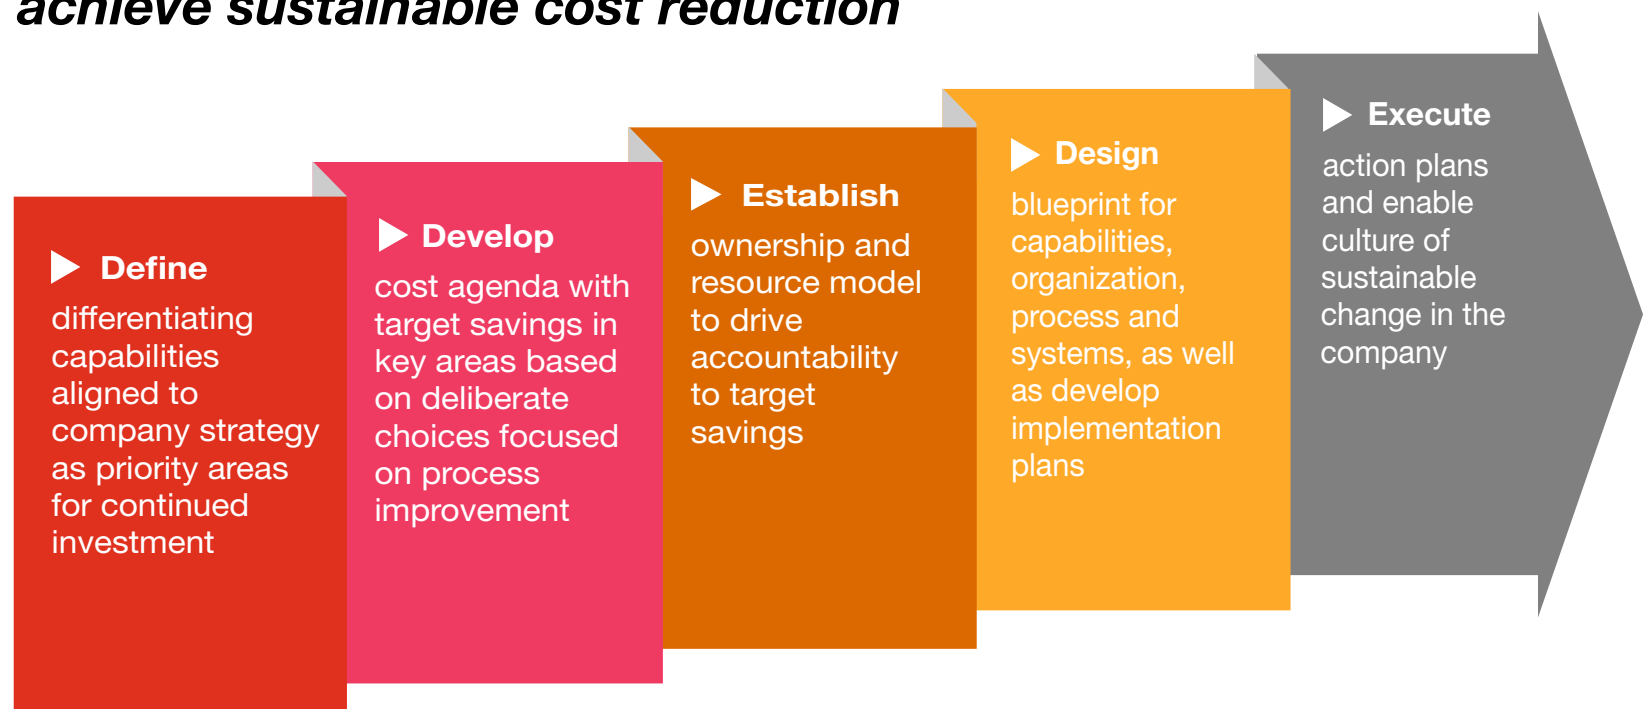 achieve sustainable cost reduction
Define
differentiating
capabilities
aligned to
company strategy
as priority areas
for continued
investment
Develop
cost agenda with
target savings in
key areas based
on deliberate
choices focused
on process
improvement
Establish
ownership and
resource model
to drive
accountability
to target
savings
Design
blueprint for
capabilities,
organization,
process and
systems, as well
as develop
implementation
plans
Execute
action plans
and enable
culture of
sustainable
change in the
company